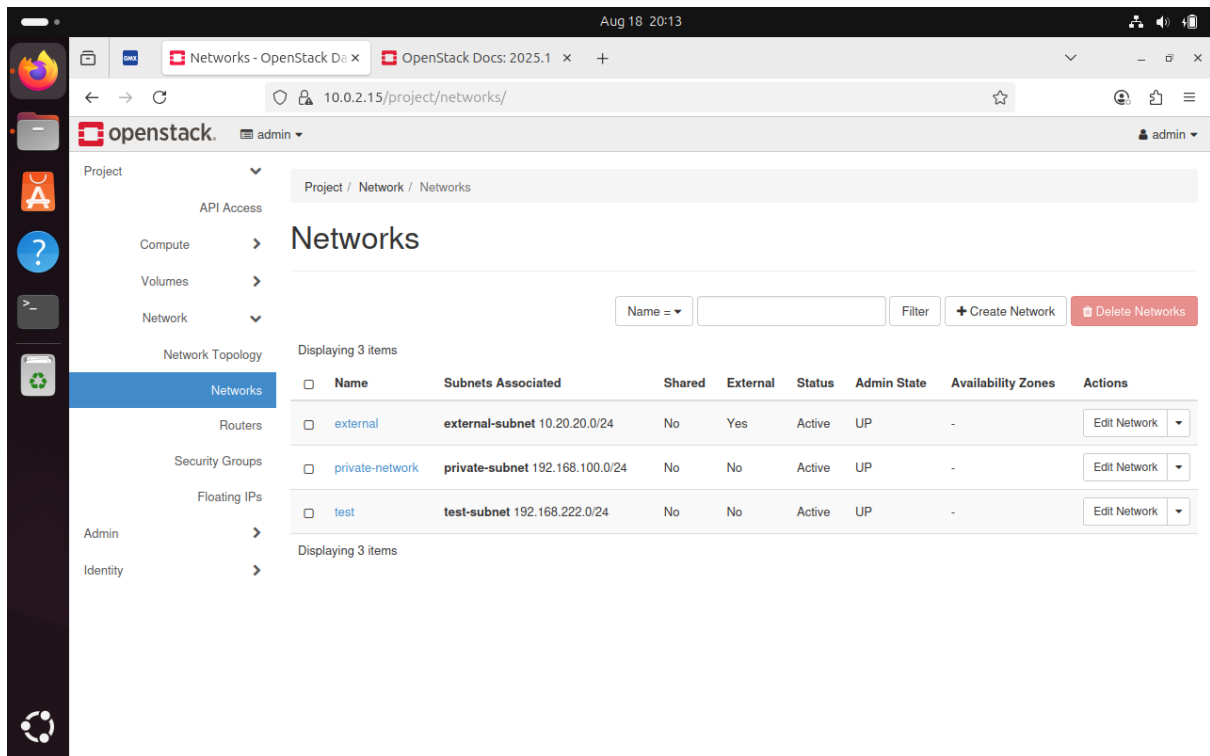 Aug 18 20:13
GMX
Networks - OpenStack Da
OpenStack Docs: 2025.1
10.0.2.15/project/networks/
openstack.
admin
admin
Project
API Access
Compute
Volumes
Network
Network Topology
Networks
Routers
Security Groups
Floating IPs
Admin
Identity
Project / Network / Networks
Networks
Name = Filter + Create Network Delete Networks
Displaying 3 items
Name Subnets Associated Shared External Status Admin State Availability Zones Actions
external external-subnet 10.20.20.0/24 No Yes Active UP - Edit Network
private-network private-subnet 192.168.100.0/24 No No Active UP - Edit Network
test test-subnet 192.168.222.0/24 No No Active UP - Edit Network
Displaying 3 items